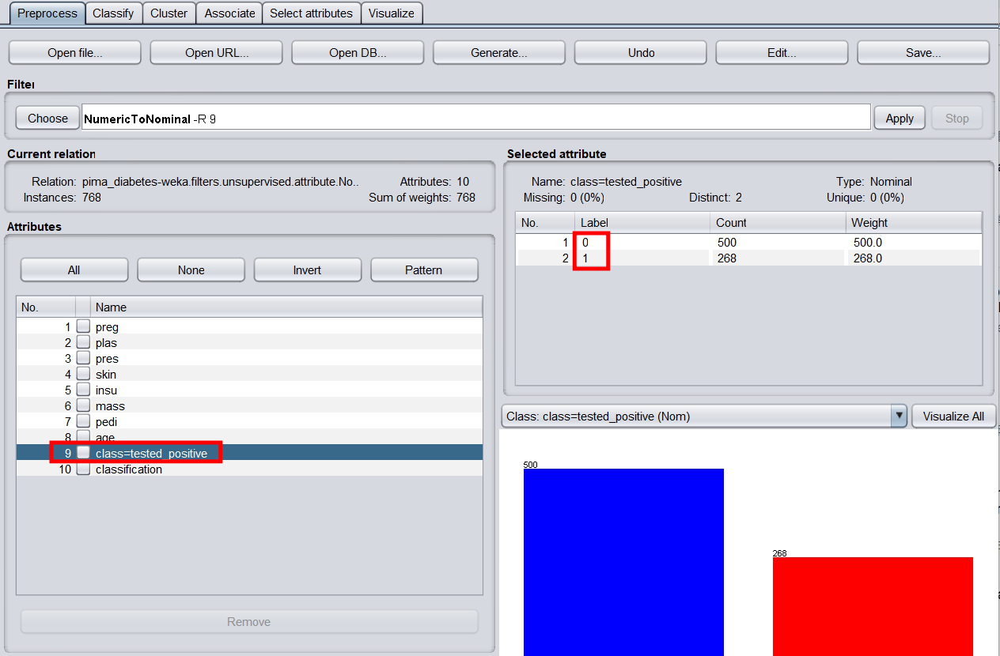 Preprocess Classify Cluster Associate Select attributes Visualize
Open file... Open URL... Open DB... Generate... Undo Edit... Save...
Filter
Choose NumericToNominal -R 9 Apply Stop
Current relation
Relation: pima_diabetes-weka.filters.unsupervised.attribute.No.. Attributes: 10
Instances: 768 Sum of weights: 768
Attributes
All None Invert Pattern
No. Name
1 preg
2 plas
3 pres
4 skin
5 insu
6 mass
7 pedi
8 age
9 class=tested_positive
10 classification
Remove
Selected attribute
Name: class=tested_positive Type: Nominal
Missing: 0 (0%) Distinct: 2 Unique: 0 (0%)
No. Label Count Weight
1 0 500 500.0
2 1 268 268.0
Class: class=tested_positive (Nom) Visualize All
500
268